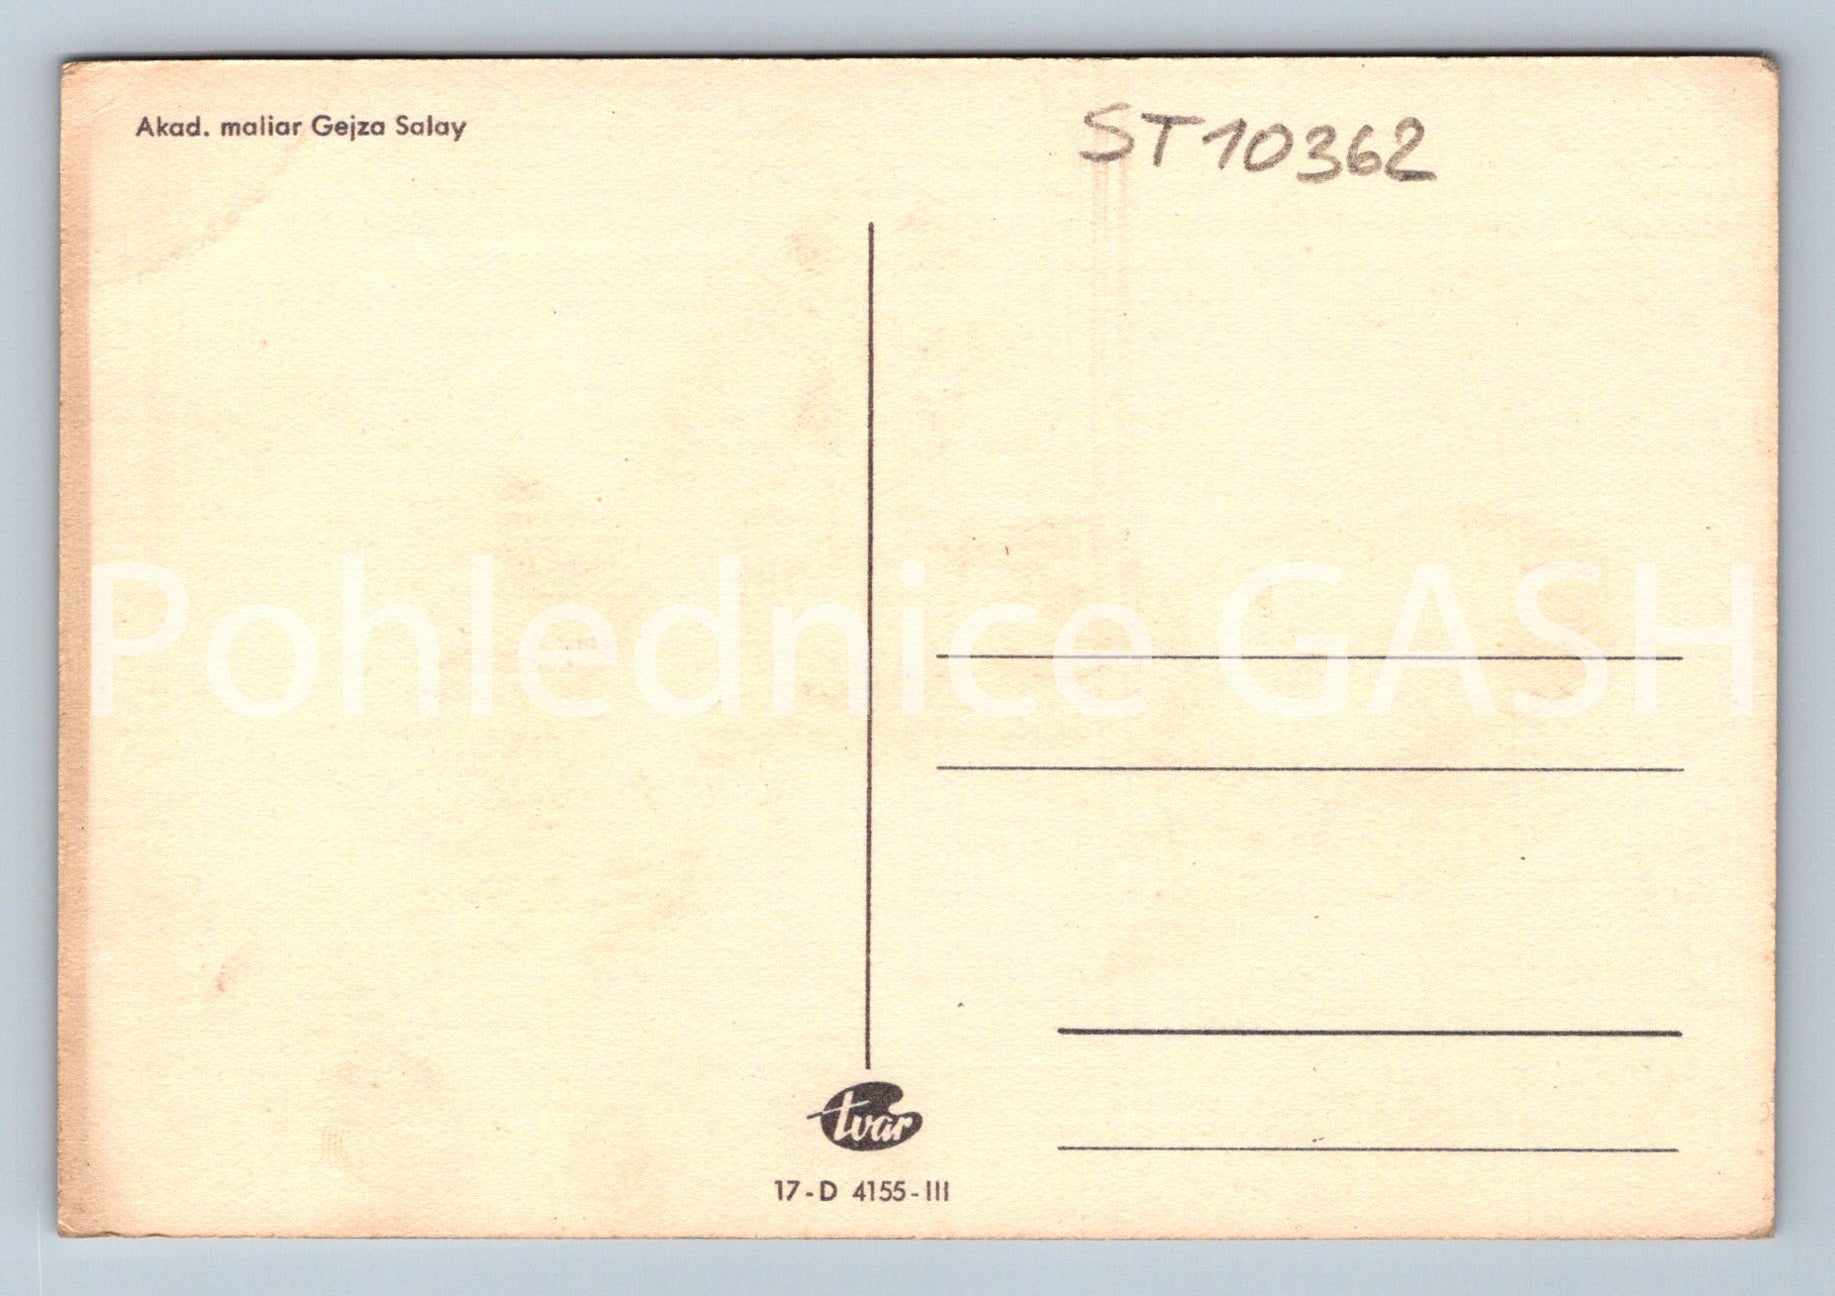 Akad. maliar Gejza Salay
ST10362
Pohlednice GASH
tvar
17-D 4155-III